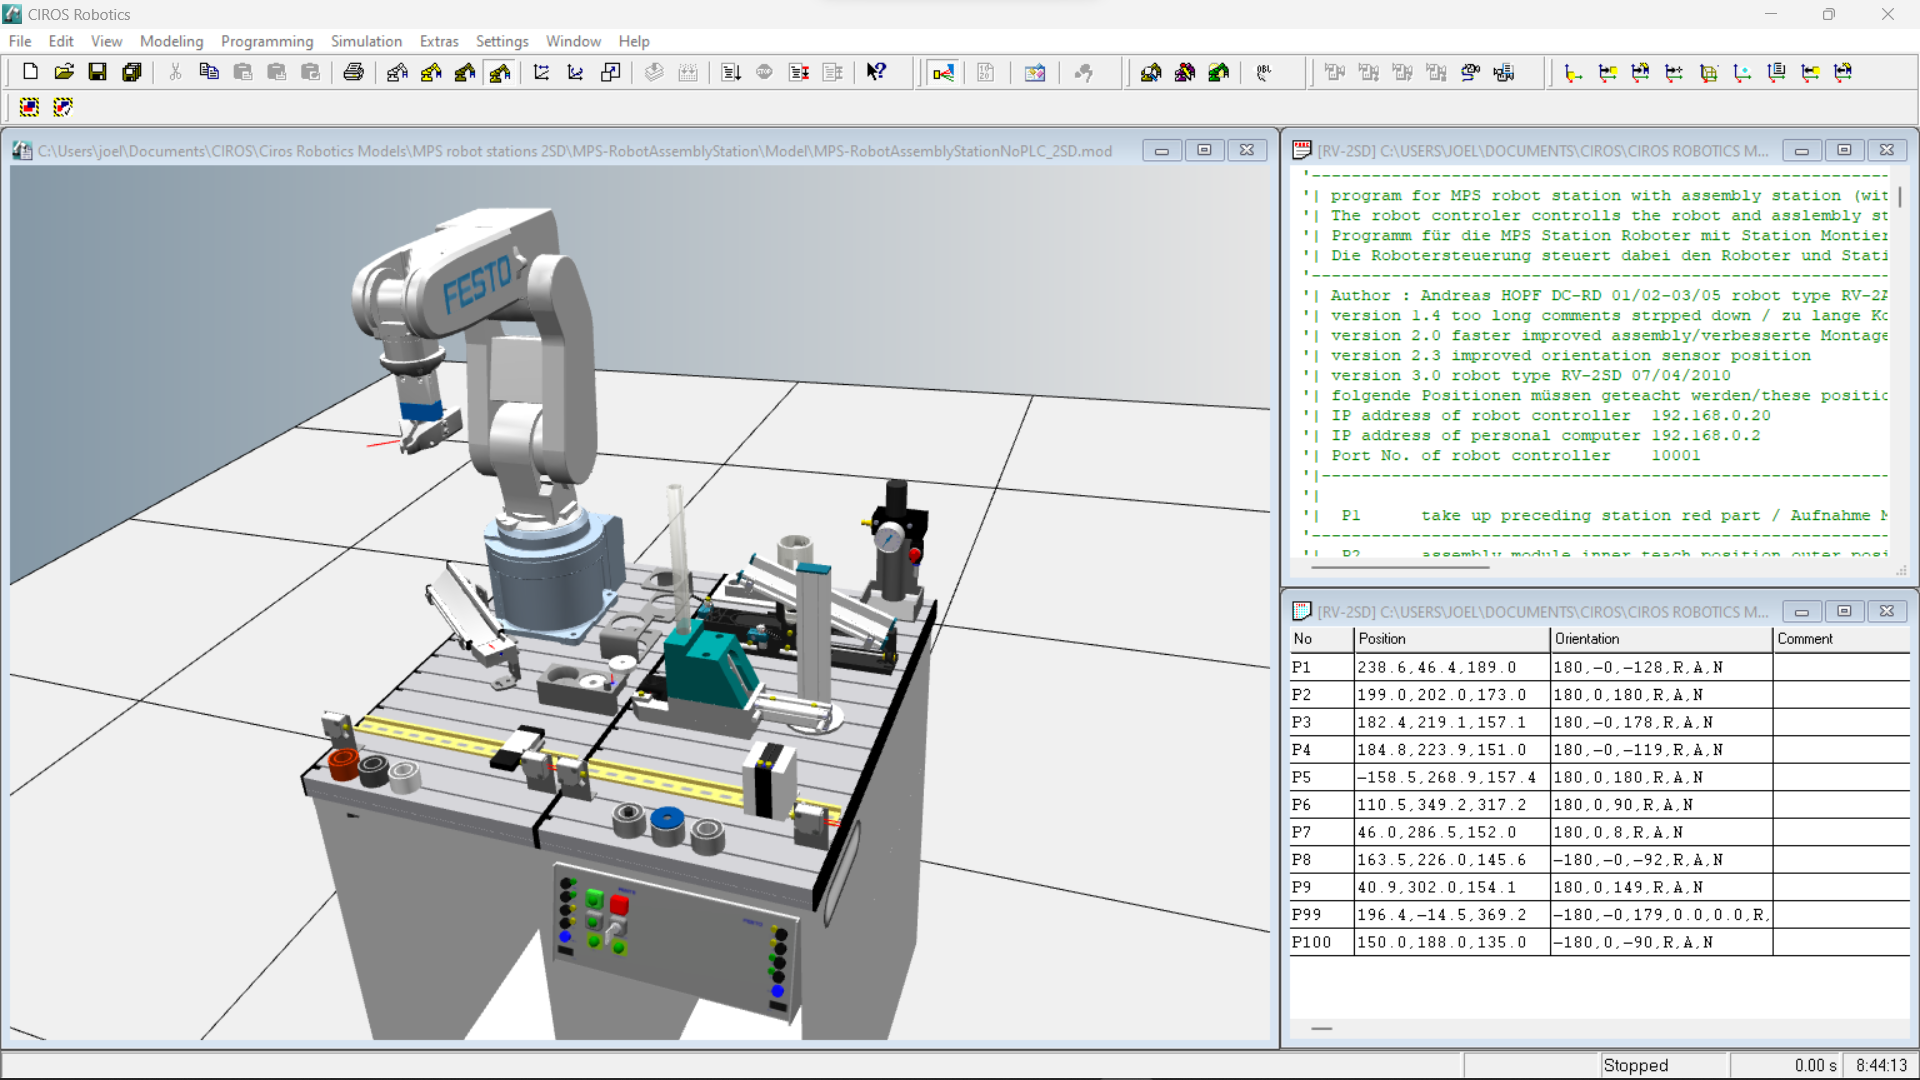 CIROS Robotics
File Edit View Modeling Programming Simulation Extras Settings Window Help
C:\Users\joel\Documents\CIROS\Ciros Robotics Models\MPS robot stations 2SD\MPS-RobotAssemblyStation\Model\MPS-RobotAssemblyStationNoPLC_2SD.mod
FESTO
[RV-2SD] C:\USERS\JOEL\DOCUMENTS\CIROS\CIROS ROBOTICS M...
'| program for MPS robot station with assembly station (wit
'| The robot controler controlls the robot and asslembly st
'| Programm für die MPS Station Roboter mit Station Montier
'| Die Robotersteuerung steuert dabei den Roboter und Stati
'| Author : Andreas HOPF DC-RD 01/02-03/05 robot type RV-2A
'| version 1.4 too long comments strpped down / zu lange Ko
'| version 2.0 faster improved assembly/verbesserte Montage
'| version 2.3 improved orientation sensor position
'| version 3.0 robot type RV-2SD 07/04/2010
'| folgende Positionen müssen geteacht werden/these positic
'| IP address of robot controller 192.168.0.20
'| IP address of personal computer 192.168.0.2
'| Port No. of robot controller 10001
'|
'| P1 take up preceding station red part / Aufnahme M
'| P2 assembly module inner teach position outer posi
[RV-2SD] C:\USERS\JOEL\DOCUMENTS\CIROS\CIROS ROBOTICS M...
No Position Orientation Comment
P1 238.6,46.4,189.0 180,-0,-128,R,A,N
P2 199.0,202.0,173.0 180,0,180,R,A,N
P3 182.4,219.1,157.1 180,-0,178,R,A,N
P4 184.8,223.9,151.0 180,-0,-119,R,A,N
P5 -158.5,268.9,157.4 180,0,180,R,A,N
P6 110.5,349.2,317.2 180,0,90,R,A,N
P7 46.0,286.5,152.0 180,0,8,R,A,N
P8 163.5,226.0,145.6 -180,-0,-92,R,A,N
P9 40.9,302.0,154.1 180,0,149,R,A,N
P99 196.4,-14.5,369.2 -180,-0,179,0.0,0.0,R,
P100 150.0,188.0,135.0 -180,0,-90,R,A,N
Stopped 0.00 s 8:44:13